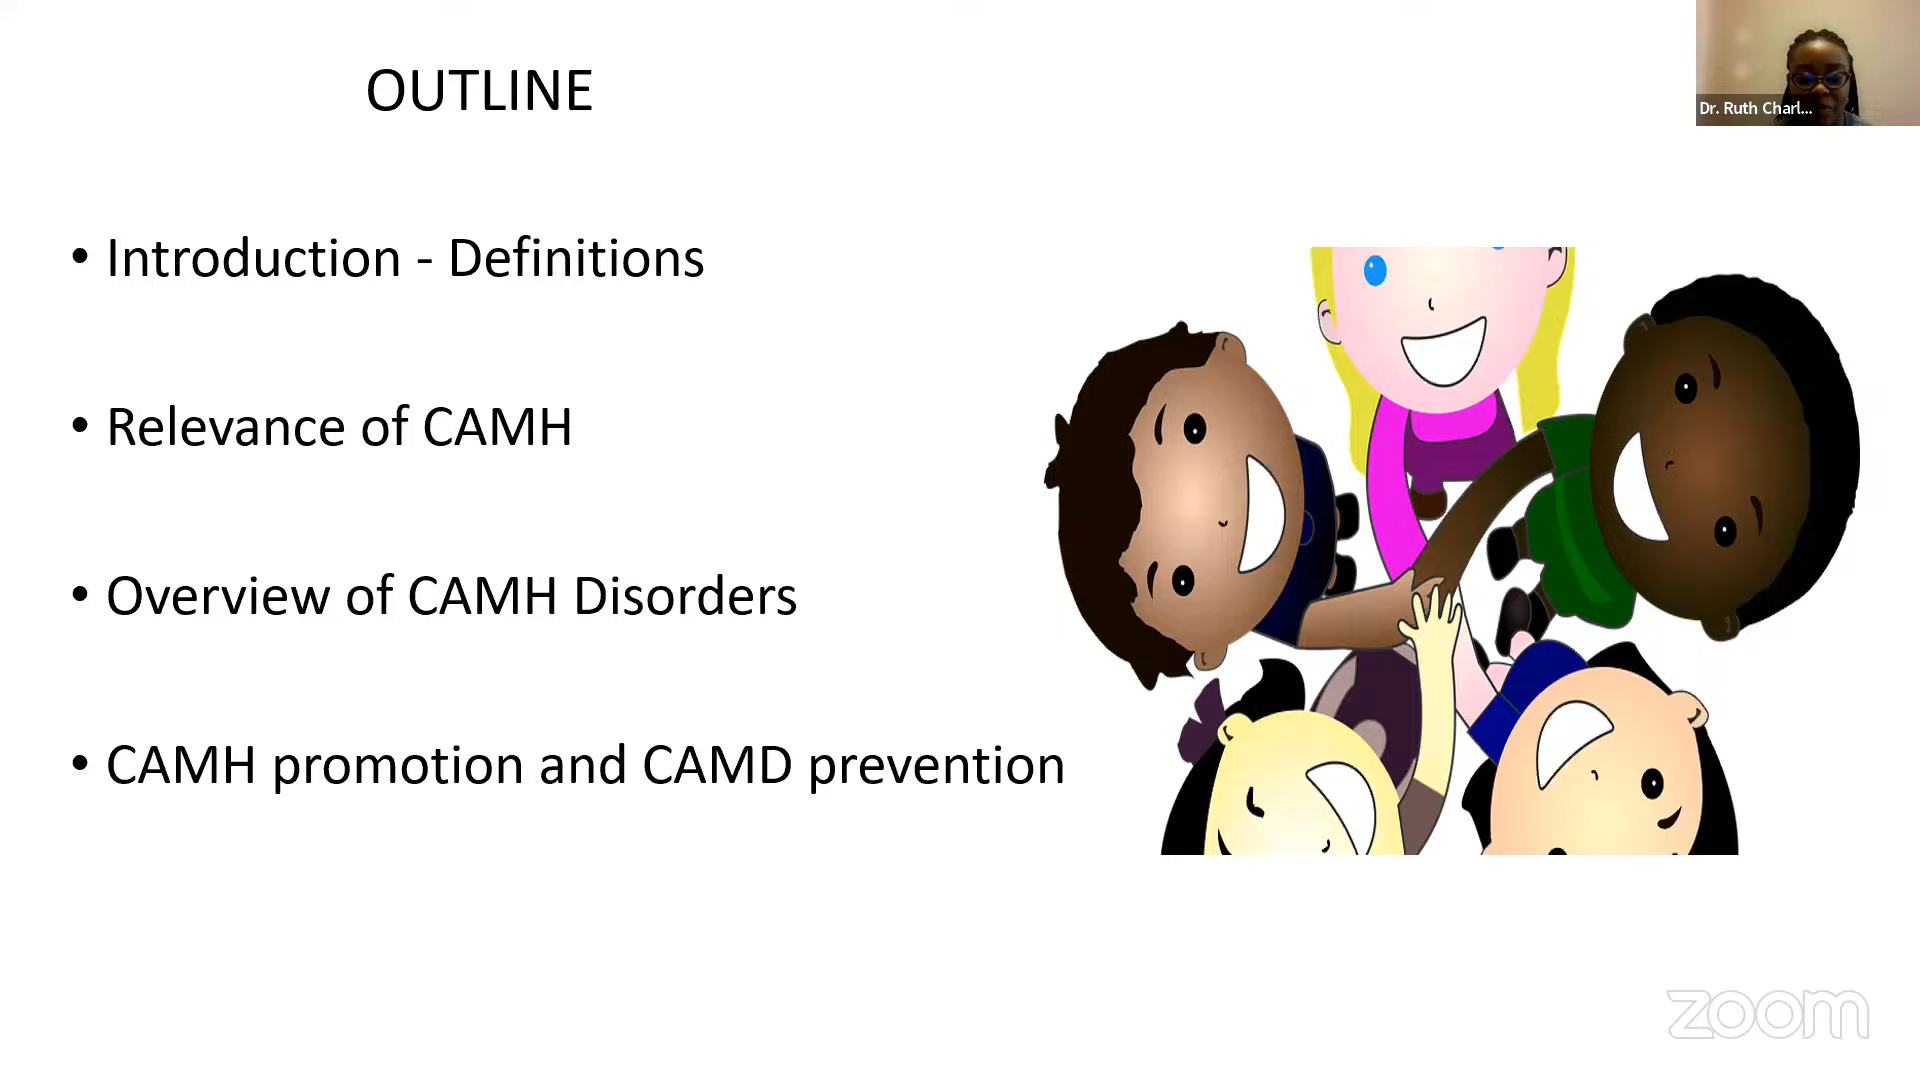 OUTLINE
Dr. Ruth Charl...
• Introduction - Definitions
• Relevance of CAMH
• Overview of CAMH Disorders
• CAMH promotion and CAMD prevention
zoom